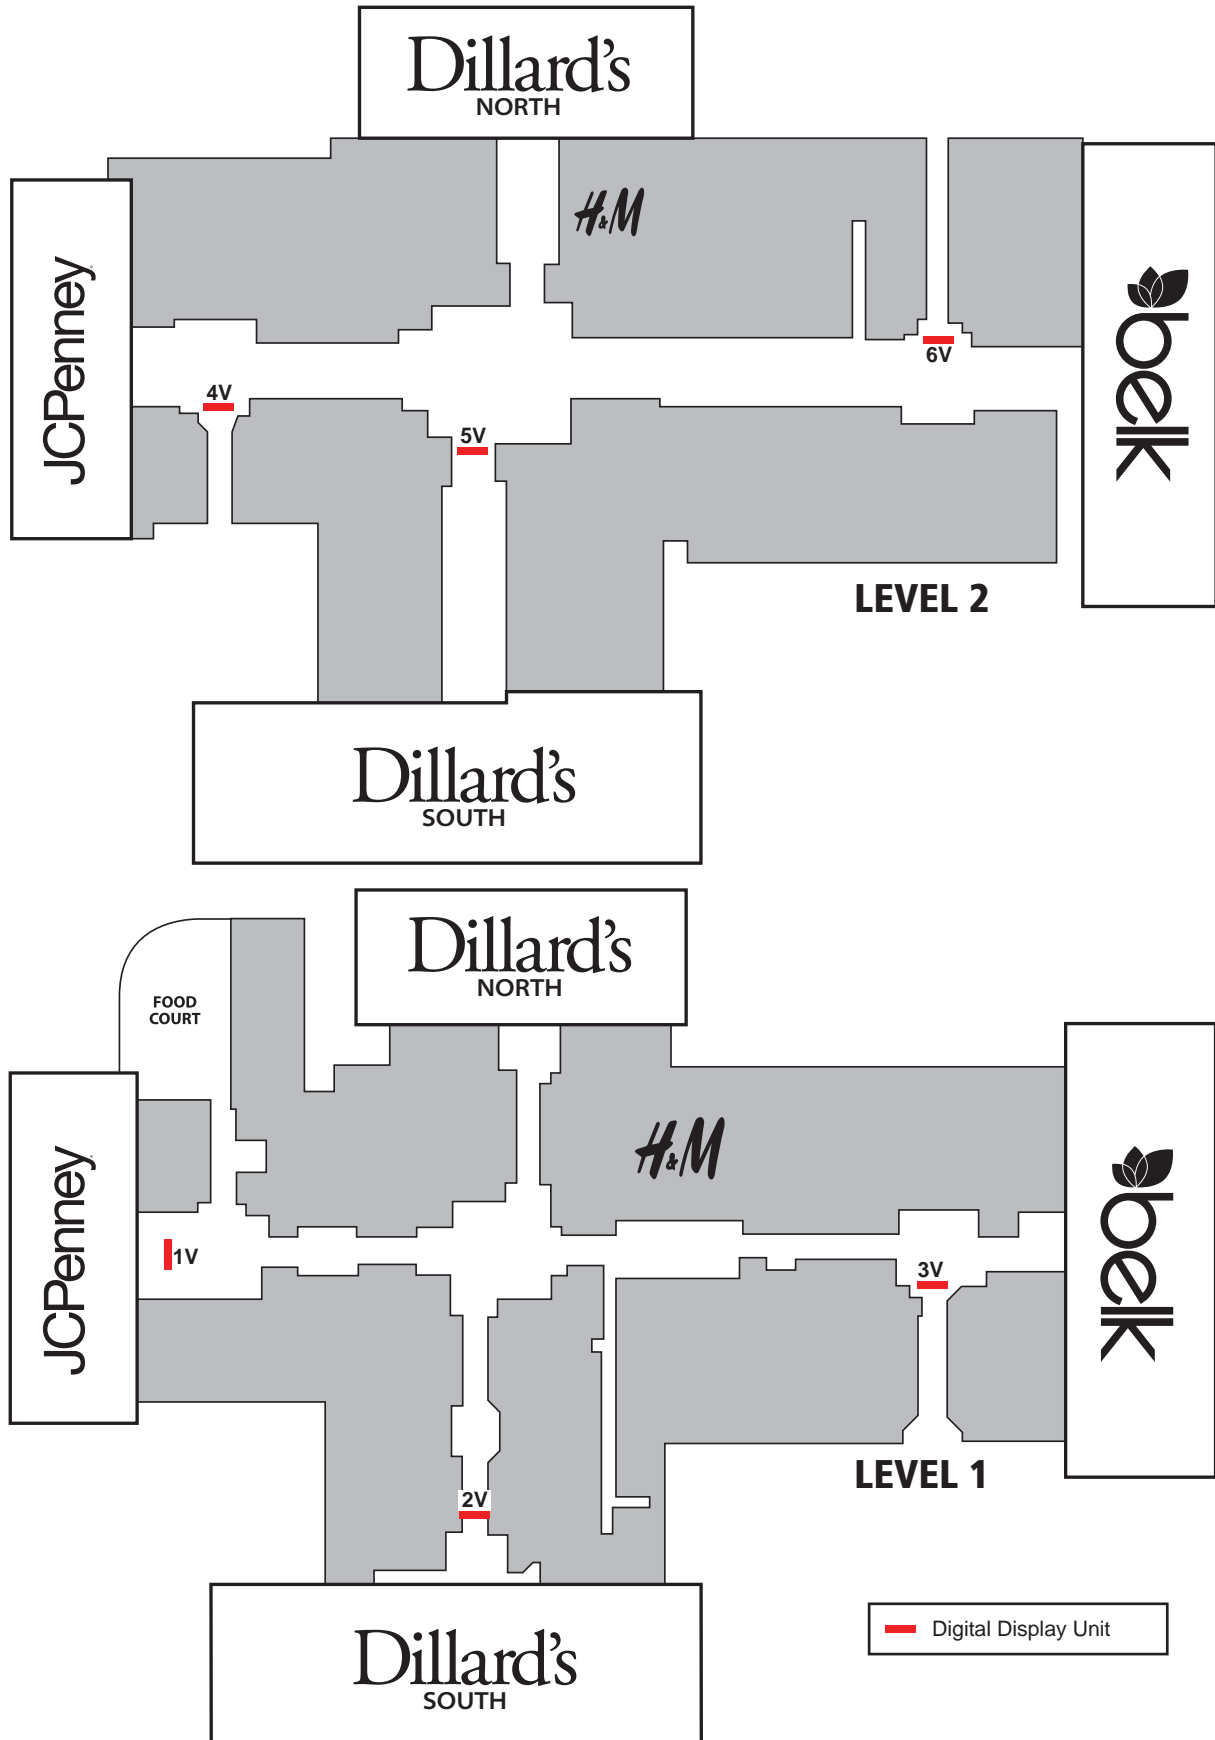 Dillard's
NORTH
H&M
JCPenney
belk
4V
5V
6V
LEVEL 2
Dillard's
SOUTH
Dillard's
NORTH
FOOD
COURT
H&M
JCPenney
belk
1V
3V
LEVEL 1
2V
Dillard's
SOUTH
Digital Display Unit